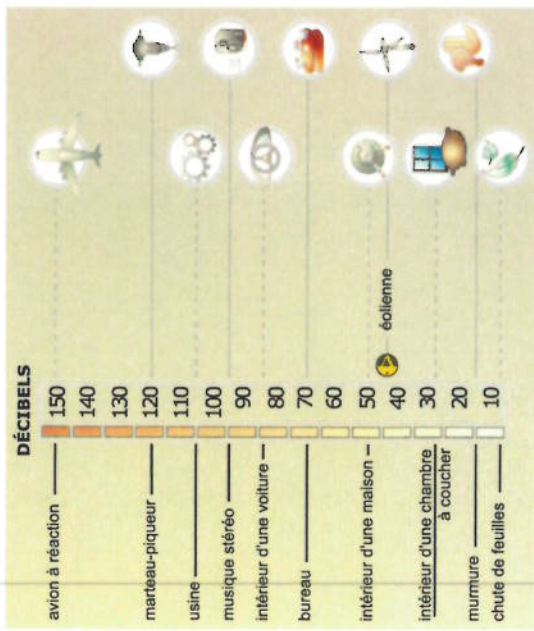 DÉCIBELS
avion à réaction
150
140
130
marteau-piqueur
120
usine
110
musique stéréo
100
90
intérieur d'une voiture
80
bureau
70
60
intérieur d'une maison
50
éolienne
40
intérieur d'une chambre
à coucher
30
20
murmure
chute de feuilles
10